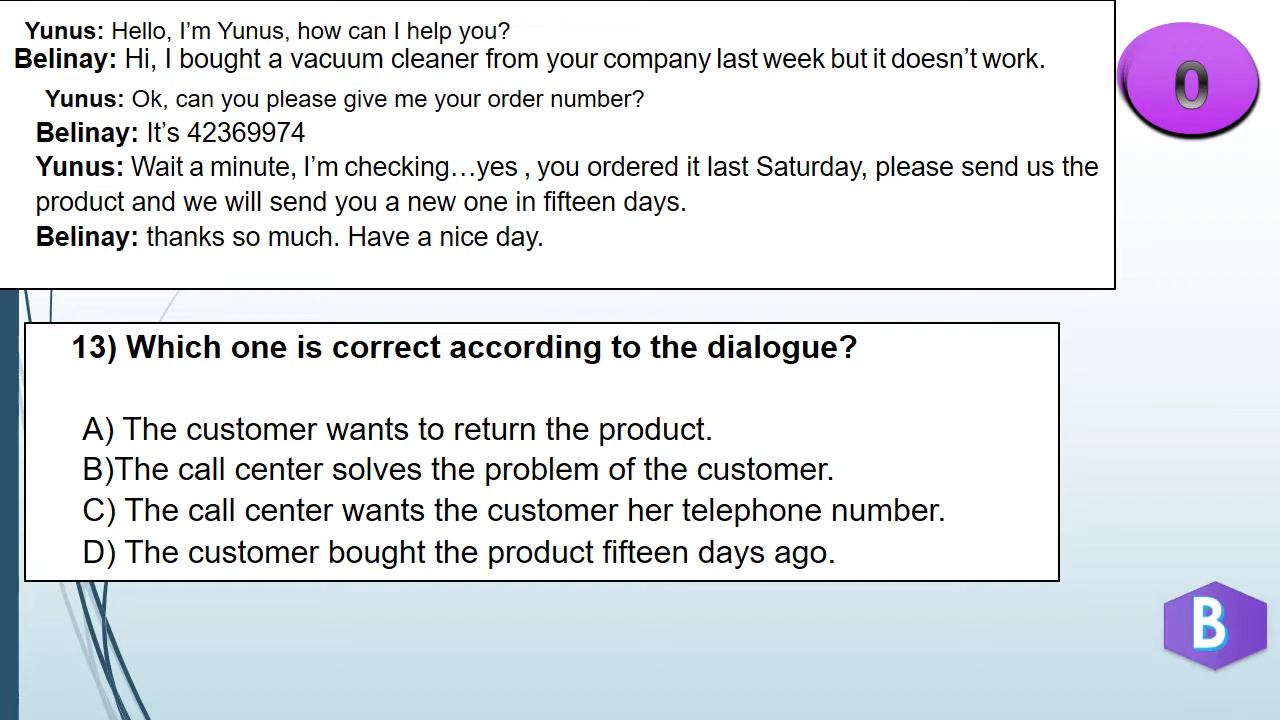 Yunus: Hello, I’m Yunus, how can I help you?
Belinay: Hi, I bought a vacuum cleaner from your company last week but it doesn’t work.
Yunus: Ok, can you please give me your order number?
Belinay: It’s 42369974
Yunus: Wait a minute, I’m checking…yes , you ordered it last Saturday, please send us the
product and we will send you a new one in fifteen days.
Belinay: thanks so much. Have a nice day.
0
13) Which one is correct according to the dialogue?
A) The customer wants to return the product.
B)The call center solves the problem of the customer.
C) The call center wants the customer her telephone number.
D) The customer bought the product fifteen days ago.
B